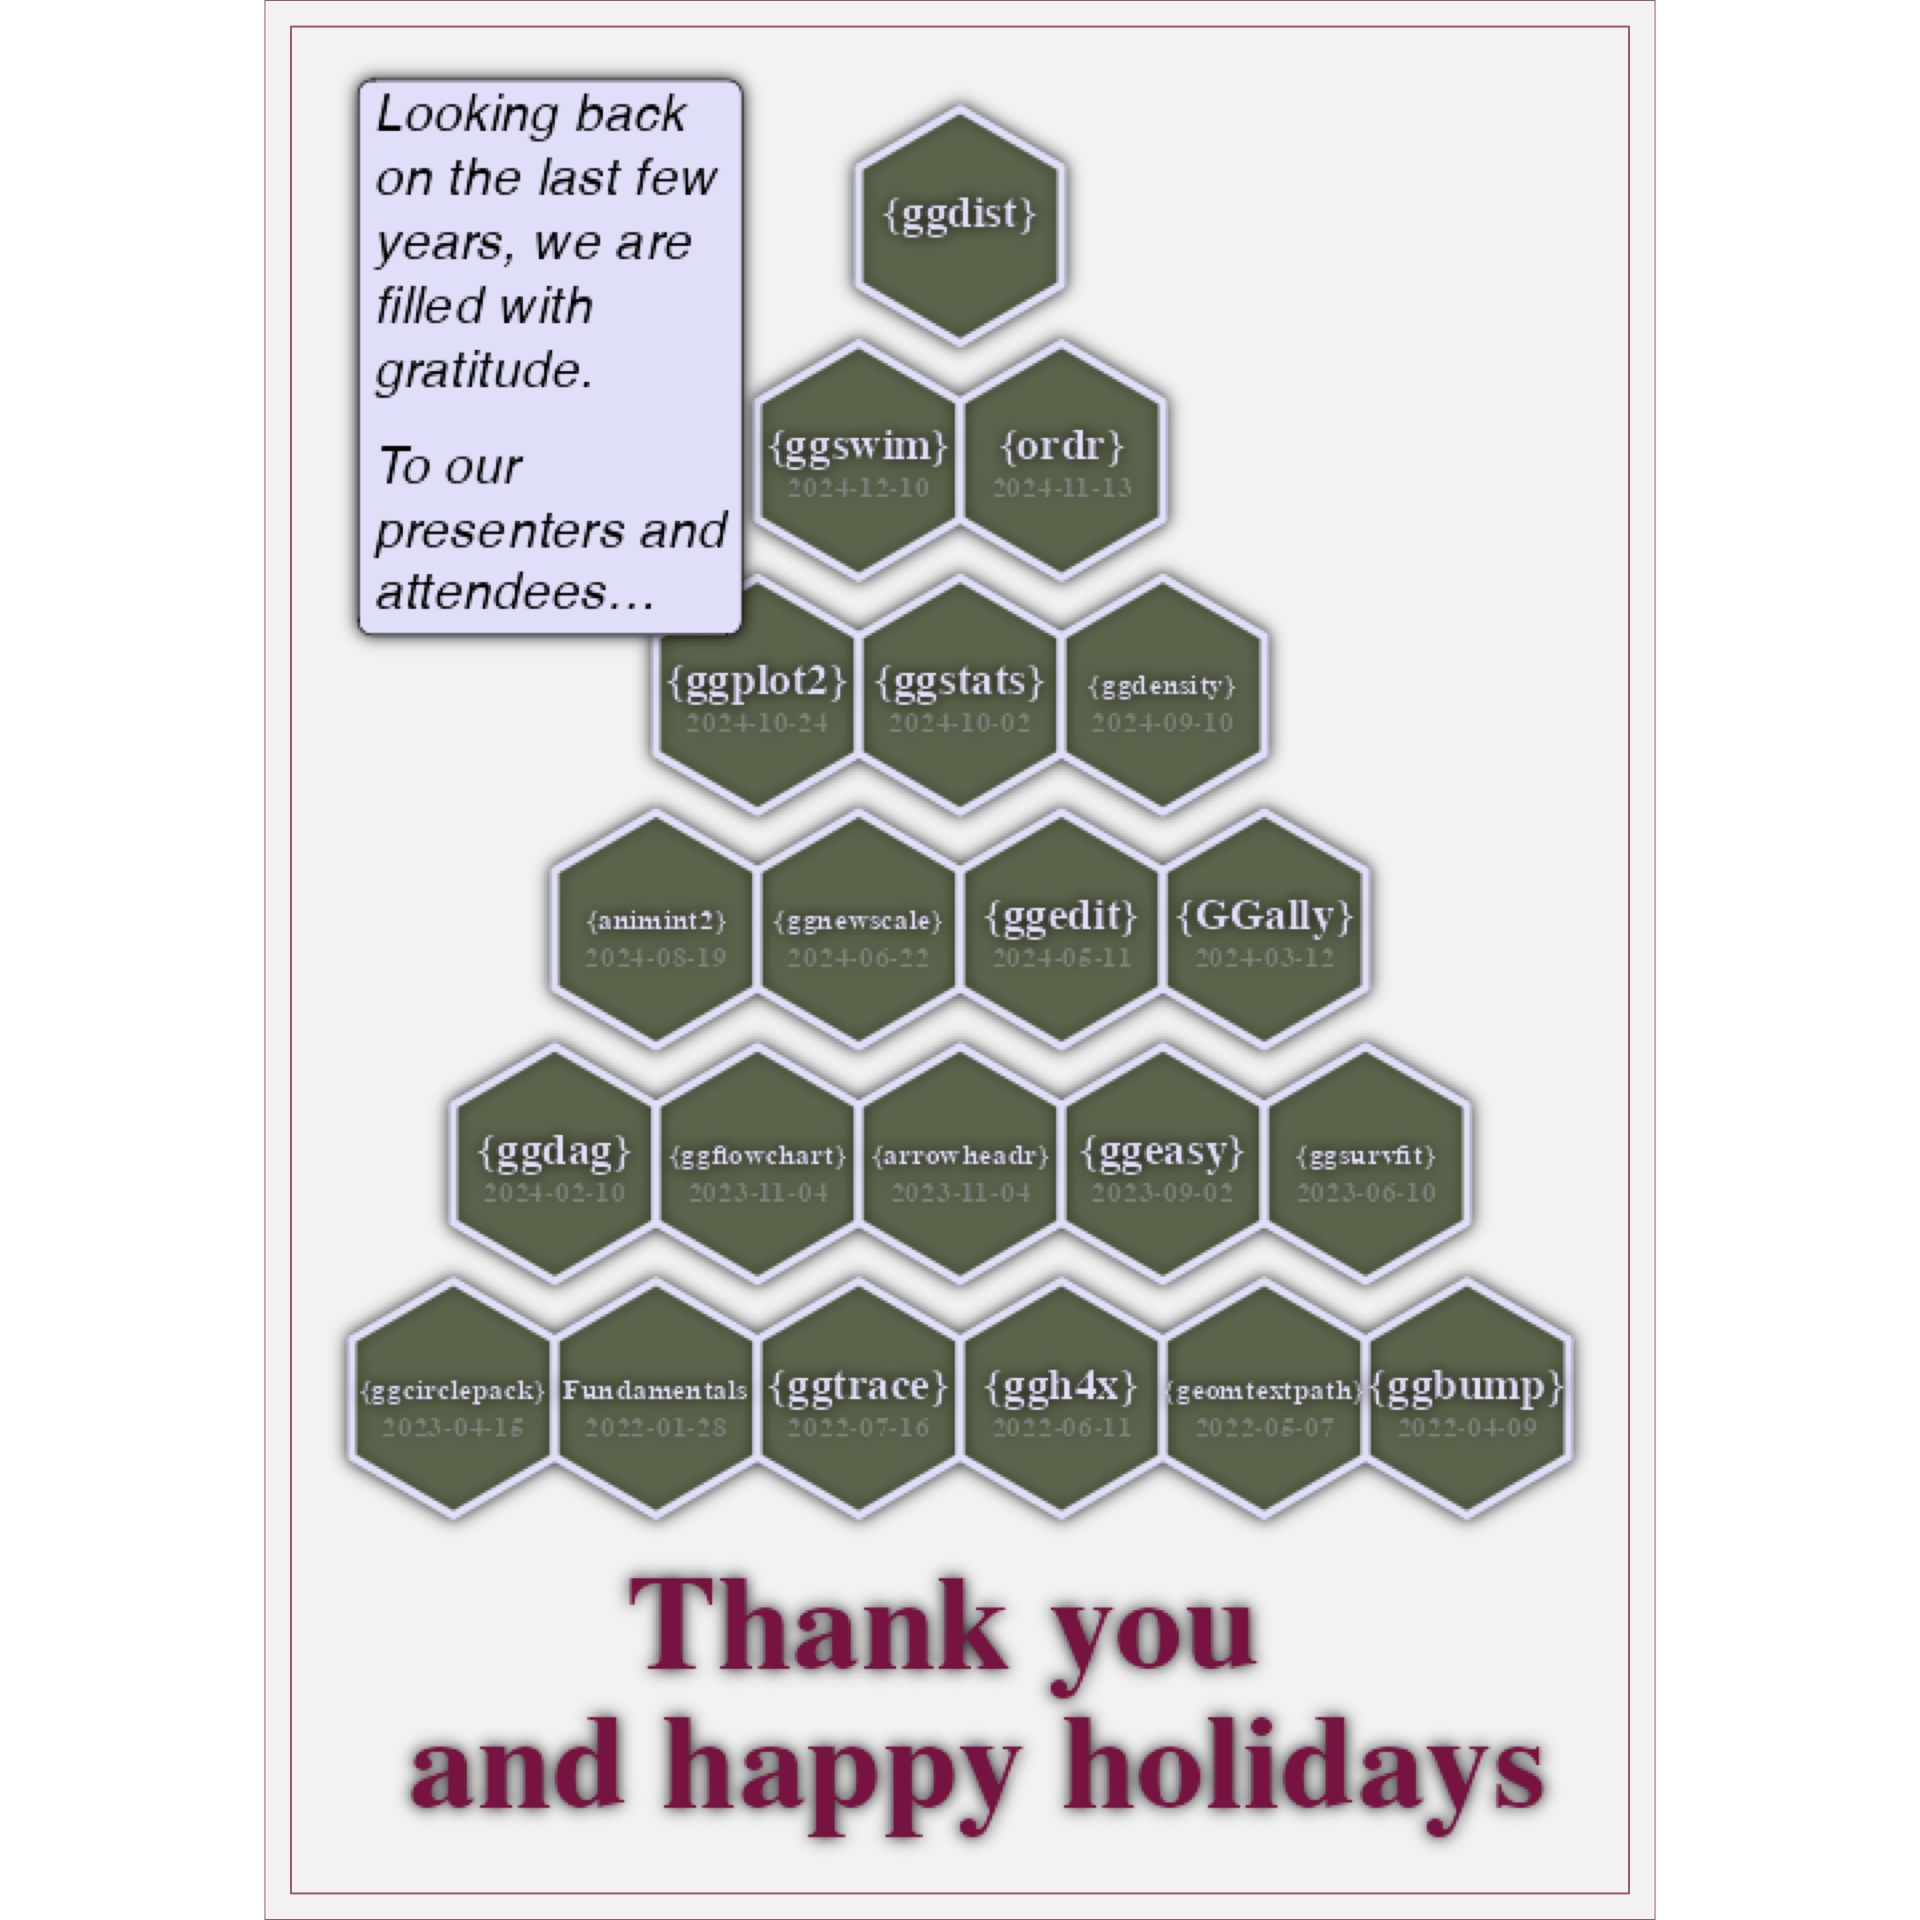 Looking back
on the last few
years, we are
filled with
gratitude.
To our
presenters and
attendees...
{ggdist}
{ggswim} {ordr}
2024-12-10 2024-11-13
{ggplot2} {ggstats} {ggdensity}
2024-10-24 2024-10-02 2024-09-10
{animint2} {ggnewscale} {ggedit} {GGally}
2024-08-19 2024-06-22 2024-05-11 2024-03-12
{ggdag} {ggflowchart} {arrowheadr} {ggeasy} {ggsurvfit}
2024-02-10 2023-11-04 2023-11-04 2023-09-02 2023-06-10
{ggcirclepack} Fundamentals {ggtrace} {ggh4x} {geomtextpath} {ggbump}
2023-04-15 2022-01-28 2022-07-16 2022-06-11 2022-05-07 2022-04-09
Thank you
and happy holidays